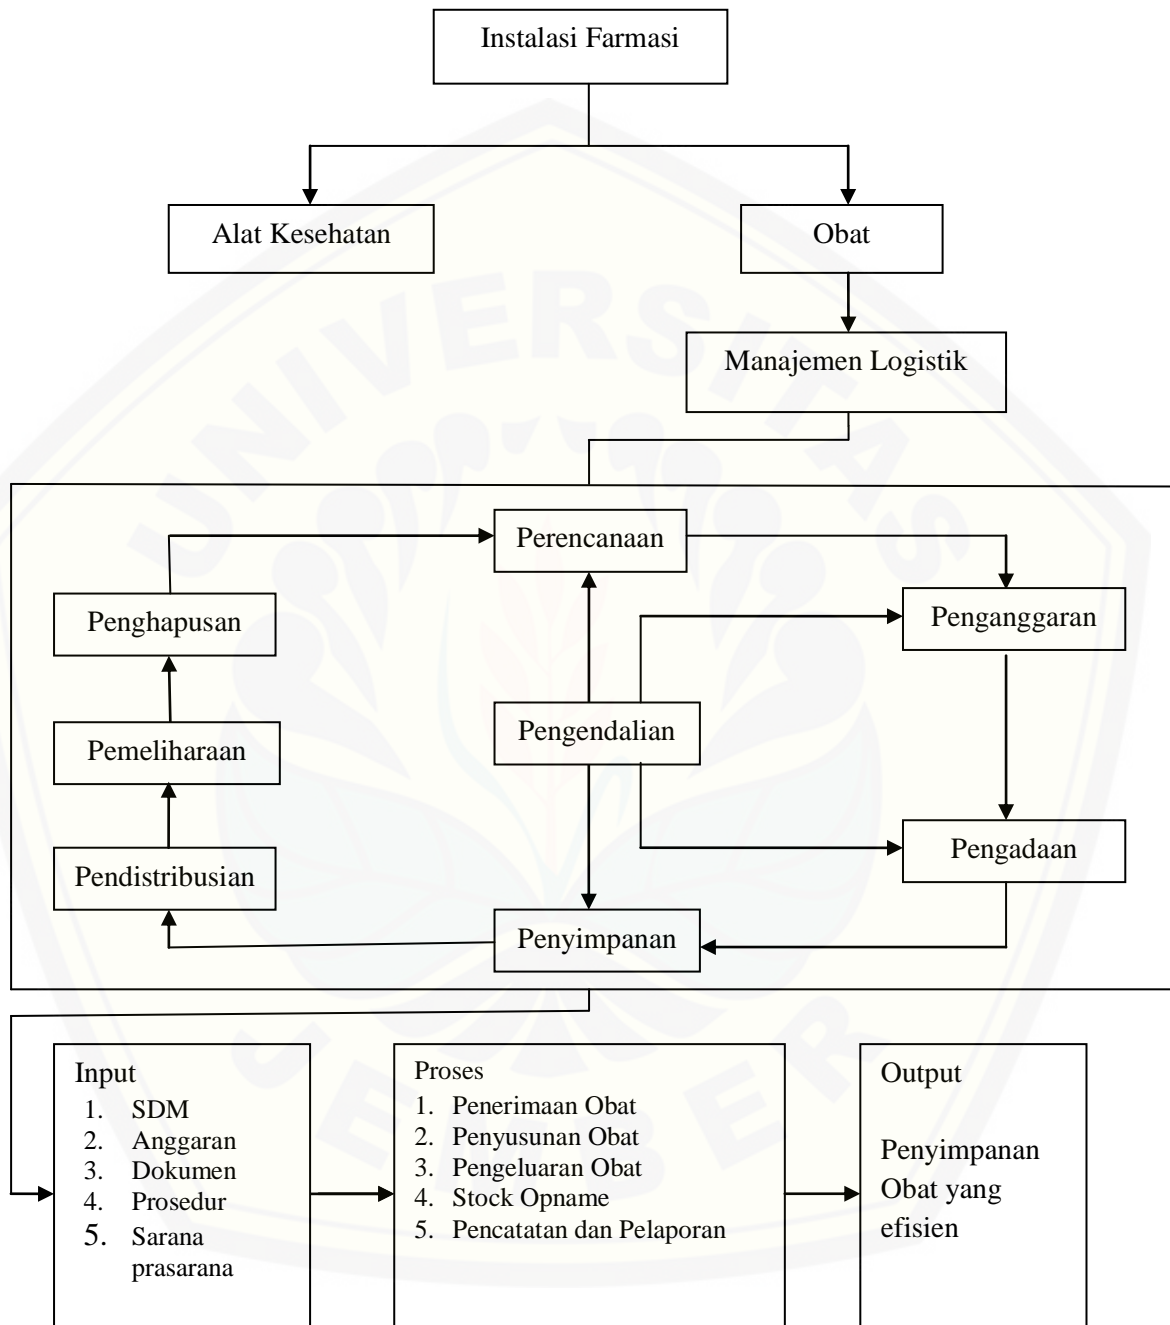 Instalasi Farmasi
Alat Kesehatan
Obat
Manajemen Logistik
Perencanaan
Penghapusan
Penganggaran
Pengendalian
Pemeliharaan
Pengadaan
Pendistribusian
Penyimpanan
Input
1. SDM
2. Anggaran
3. Dokumen
4. Prosedur
5. Sarana
prasarana
Proses
1. Penerimaan Obat
2. Penyusunan Obat
3. Pengeluaran Obat
4. Stock Opname
5. Pencatatan dan Pelaporan
Output
Penyimpanan
Obat yang
efisien
UNIVERSITAS
JEMBER